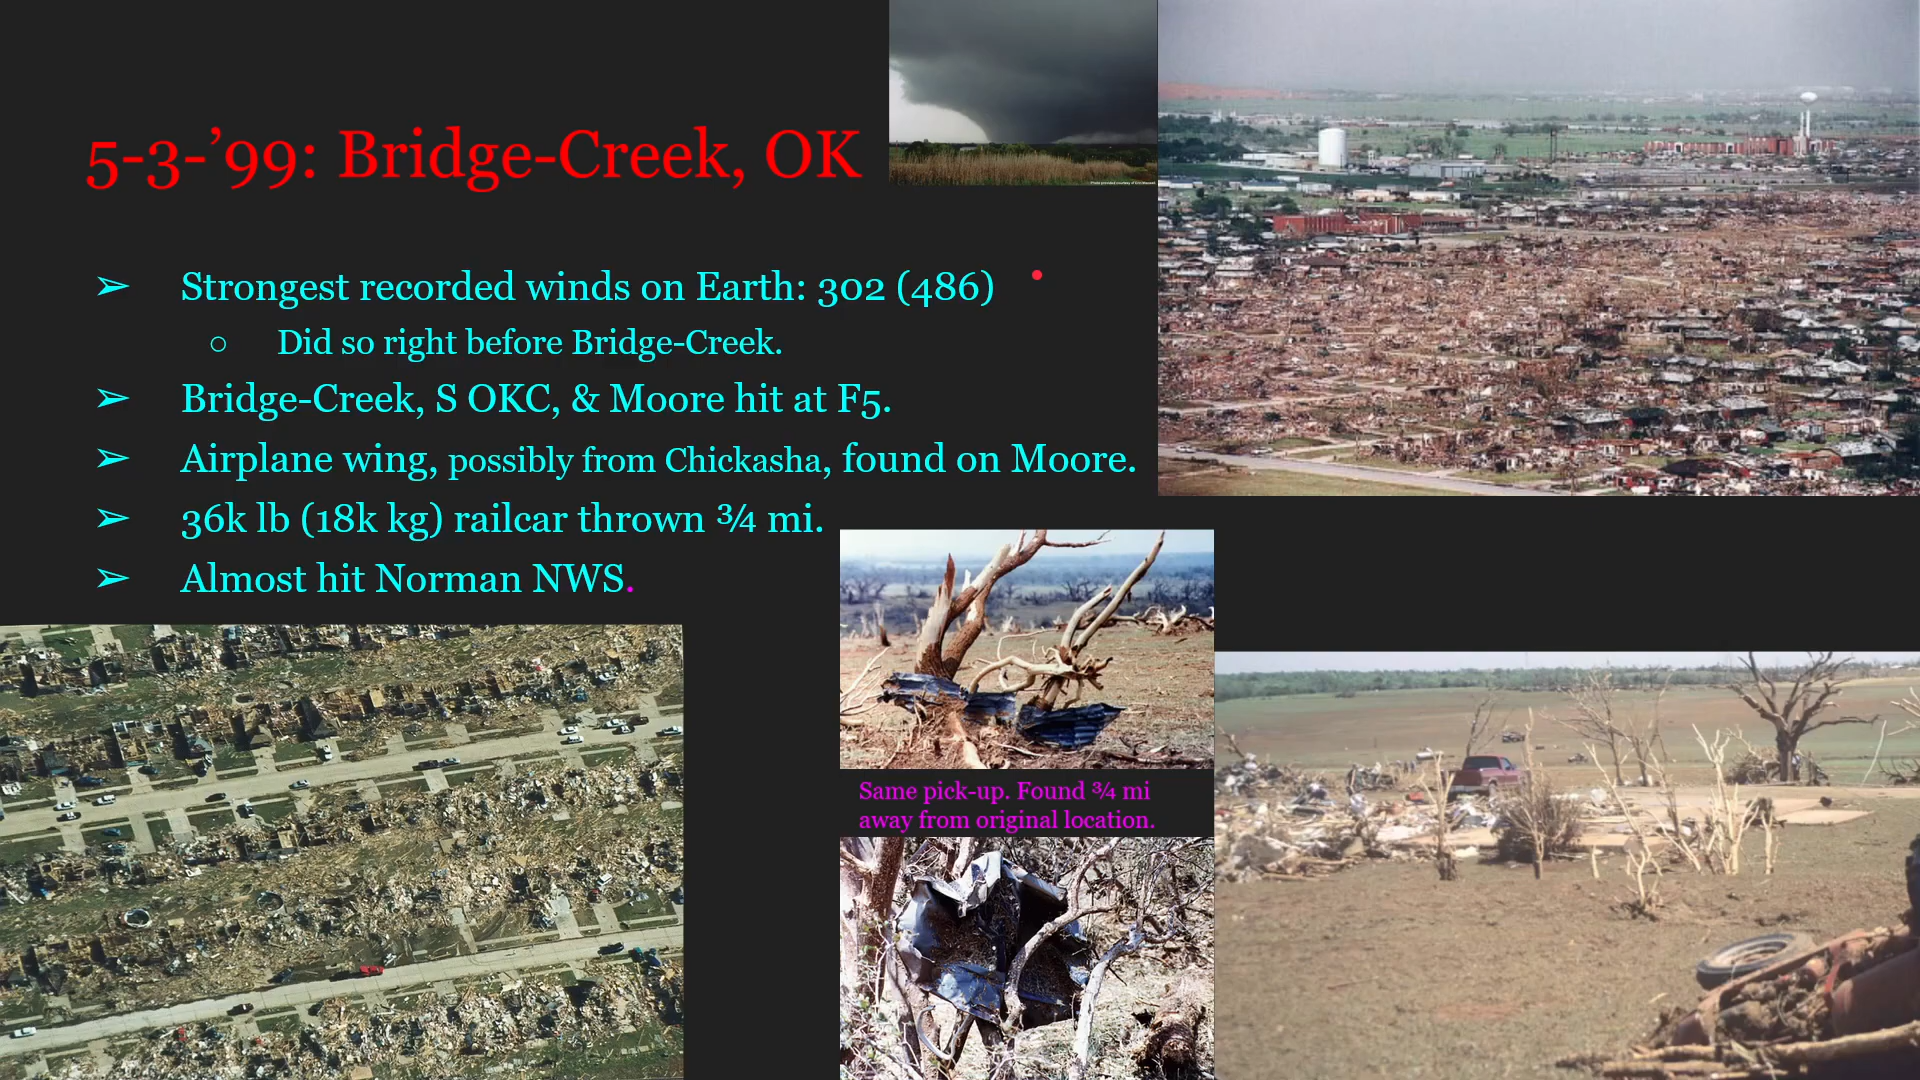 5-3-’99: Bridge-Creek, OK
➢ Strongest recorded winds on Earth: 302 (486)
○ Did so right before Bridge-Creek.
➢ Bridge-Creek, S OKC, & Moore hit at F5.
➢ Airplane wing, possibly from Chickasha, found on Moore.
➢ 36k lb (18k kg) railcar thrown ¾ mi.
➢ Almost hit Norman NWS.
Same pick-up. Found ¾ mi
away from original location.